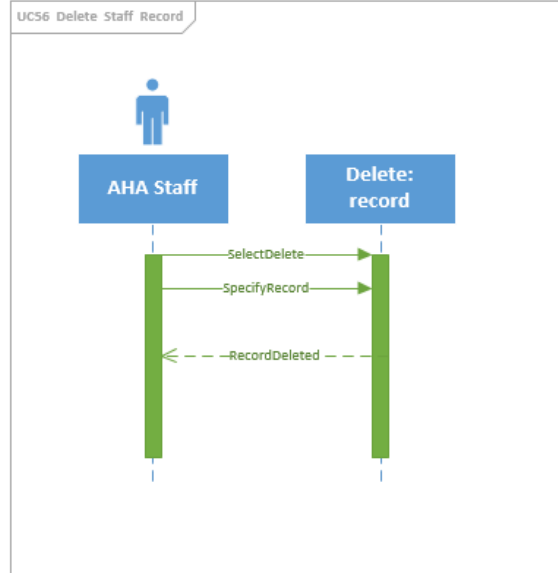 UC56 Delete Staff Record
AHA Staff
Delete:
record
SelectDelete
SpecifyRecord
RecordDeleted